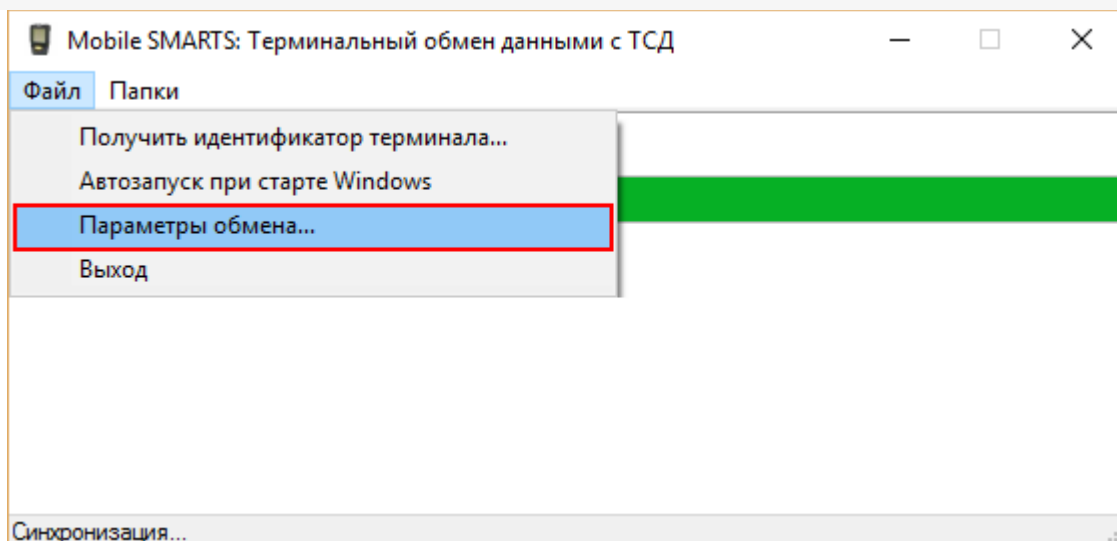 Mobile SMARTS: Терминальный обмен данными с ТСД
Файл Папки
Получить идентификатор терминала...
Автозапуск при старте Windows
Параметры обмена...
Выход
Синхронизация...